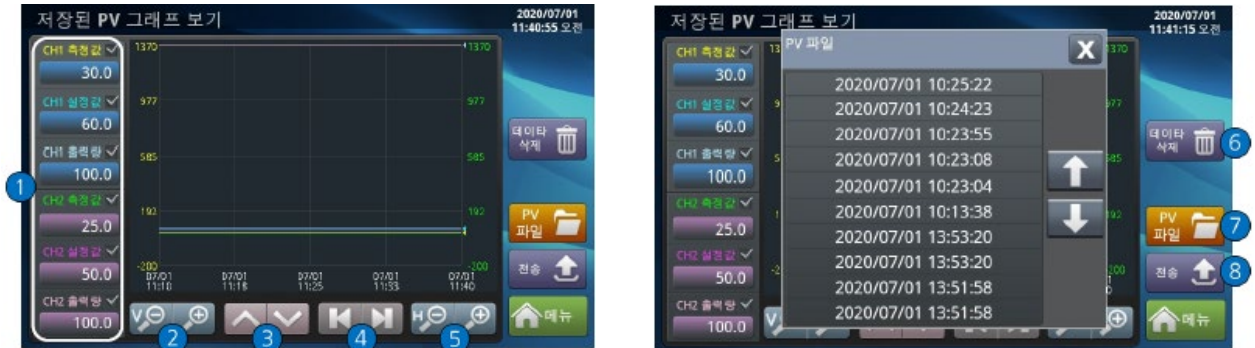 저장된 PV 그래프 보기
2020/07/01
11:40:55 오전
CH1 측정값
30.0
CH1 설정값
60.0
CH1 출력량
100.0
CH2 측정값
25.0
CH2 설정값
50.0
CH2 출력량
100.0
1370
977
585
192
-200
1370
977
585
192
-200
07/01 07/01 07/01 07/01 07/01
11:10 11:18 11:25 11:33 11:40
데이타
삭제
PV
파일
전송
메뉴
V
H
1
2
3
4
5
저장된 PV 그래프 보기
2020/07/01
11:41:15 오전
CH1 측정값
30.0
CH1 설정값
60.0
CH1 출력량
100.0
CH2 측정값
25.0
CH2 설정값
50.0
CH2 출력량
100.0
PV 파일
X
2020/07/01 10:25:22
2020/07/01 10:24:23
2020/07/01 10:23:55
2020/07/01 10:23:08
2020/07/01 10:23:04
2020/07/01 10:13:38
2020/07/01 13:53:20
2020/07/01 13:53:20
2020/07/01 13:51:58
2020/07/01 13:51:58
데이타
삭제
PV
파일
전송
메뉴
V
6
7
8